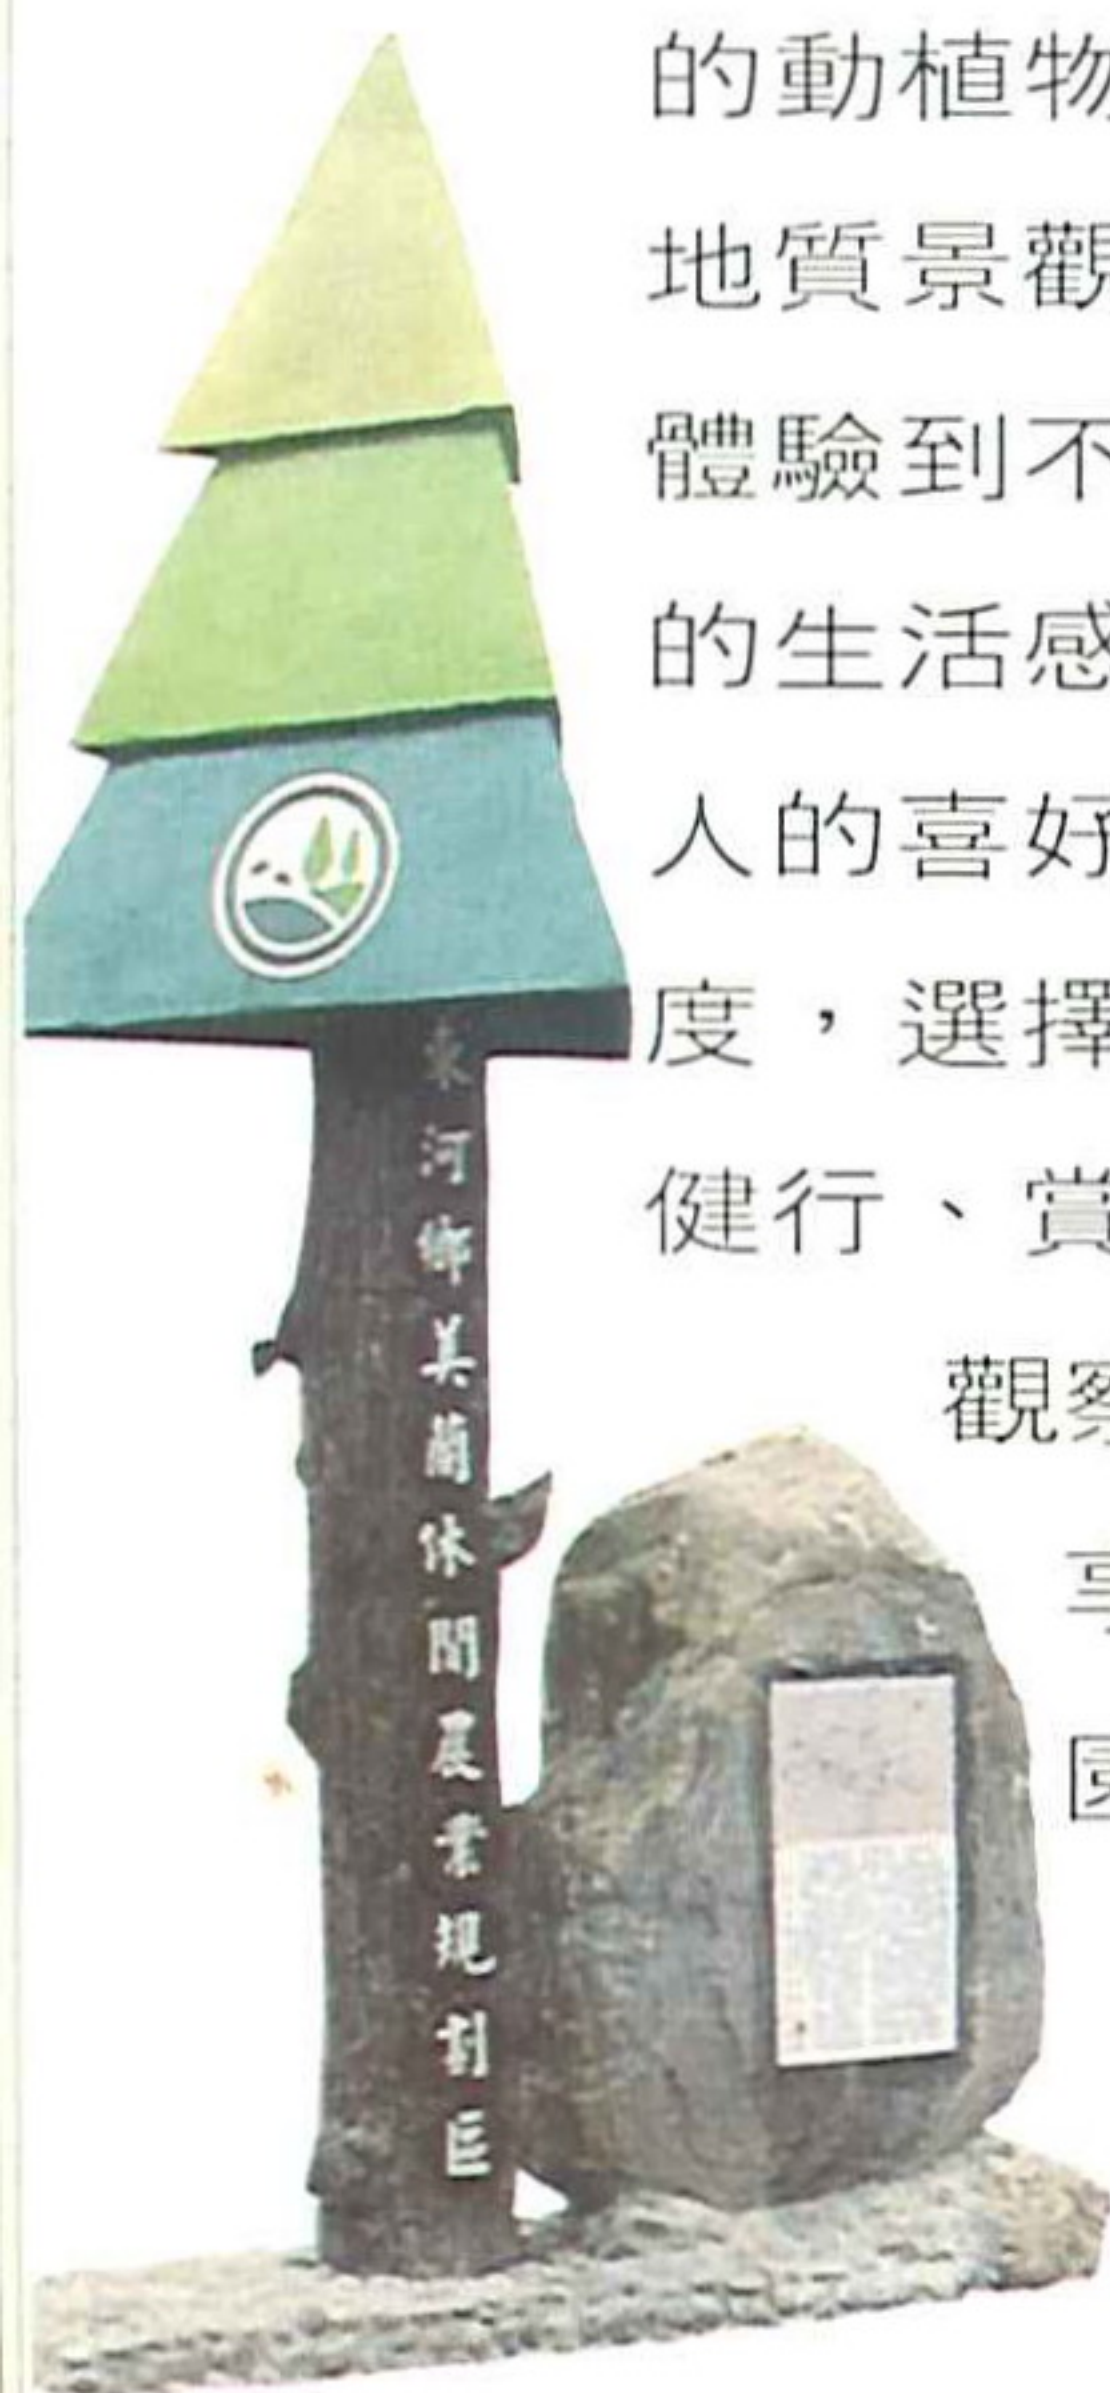 的動植物
地質景觀
體驗到不
的生活感
人的喜好
度，選擇
健行、賞
觀察
享
園
東河鄉美蘭休閒農業規劃區